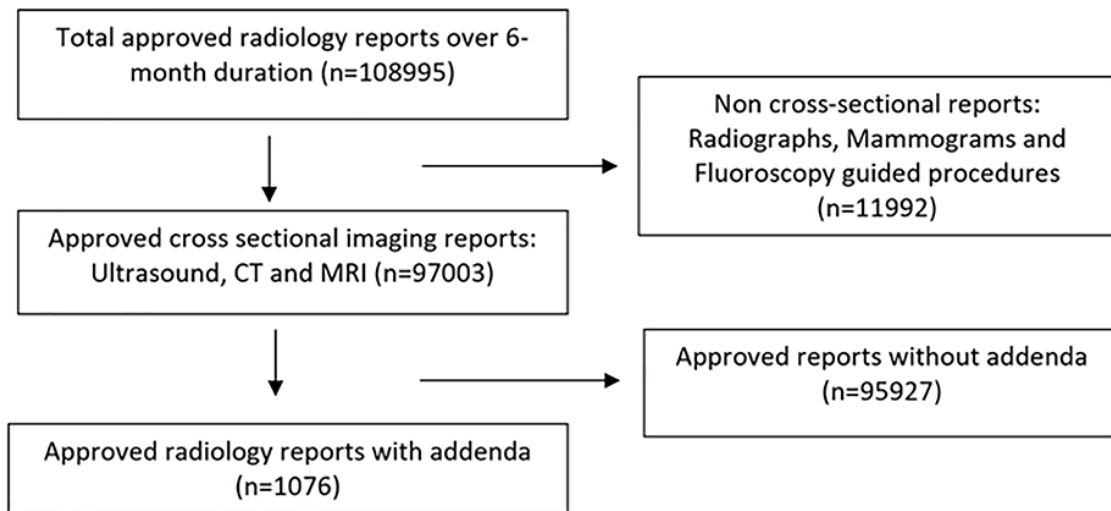 Total approved radiology reports over 6-
month duration (n=108995)
Non cross-sectional reports:
Radiographs, Mammograms and
Fluoroscopy guided procedures
(n=11992)
Approved cross sectional imaging reports:
Ultrasound, CT and MRI (n=97003)
Approved reports without addenda
(n=95927)
Approved radiology reports with addenda
(n=1076)